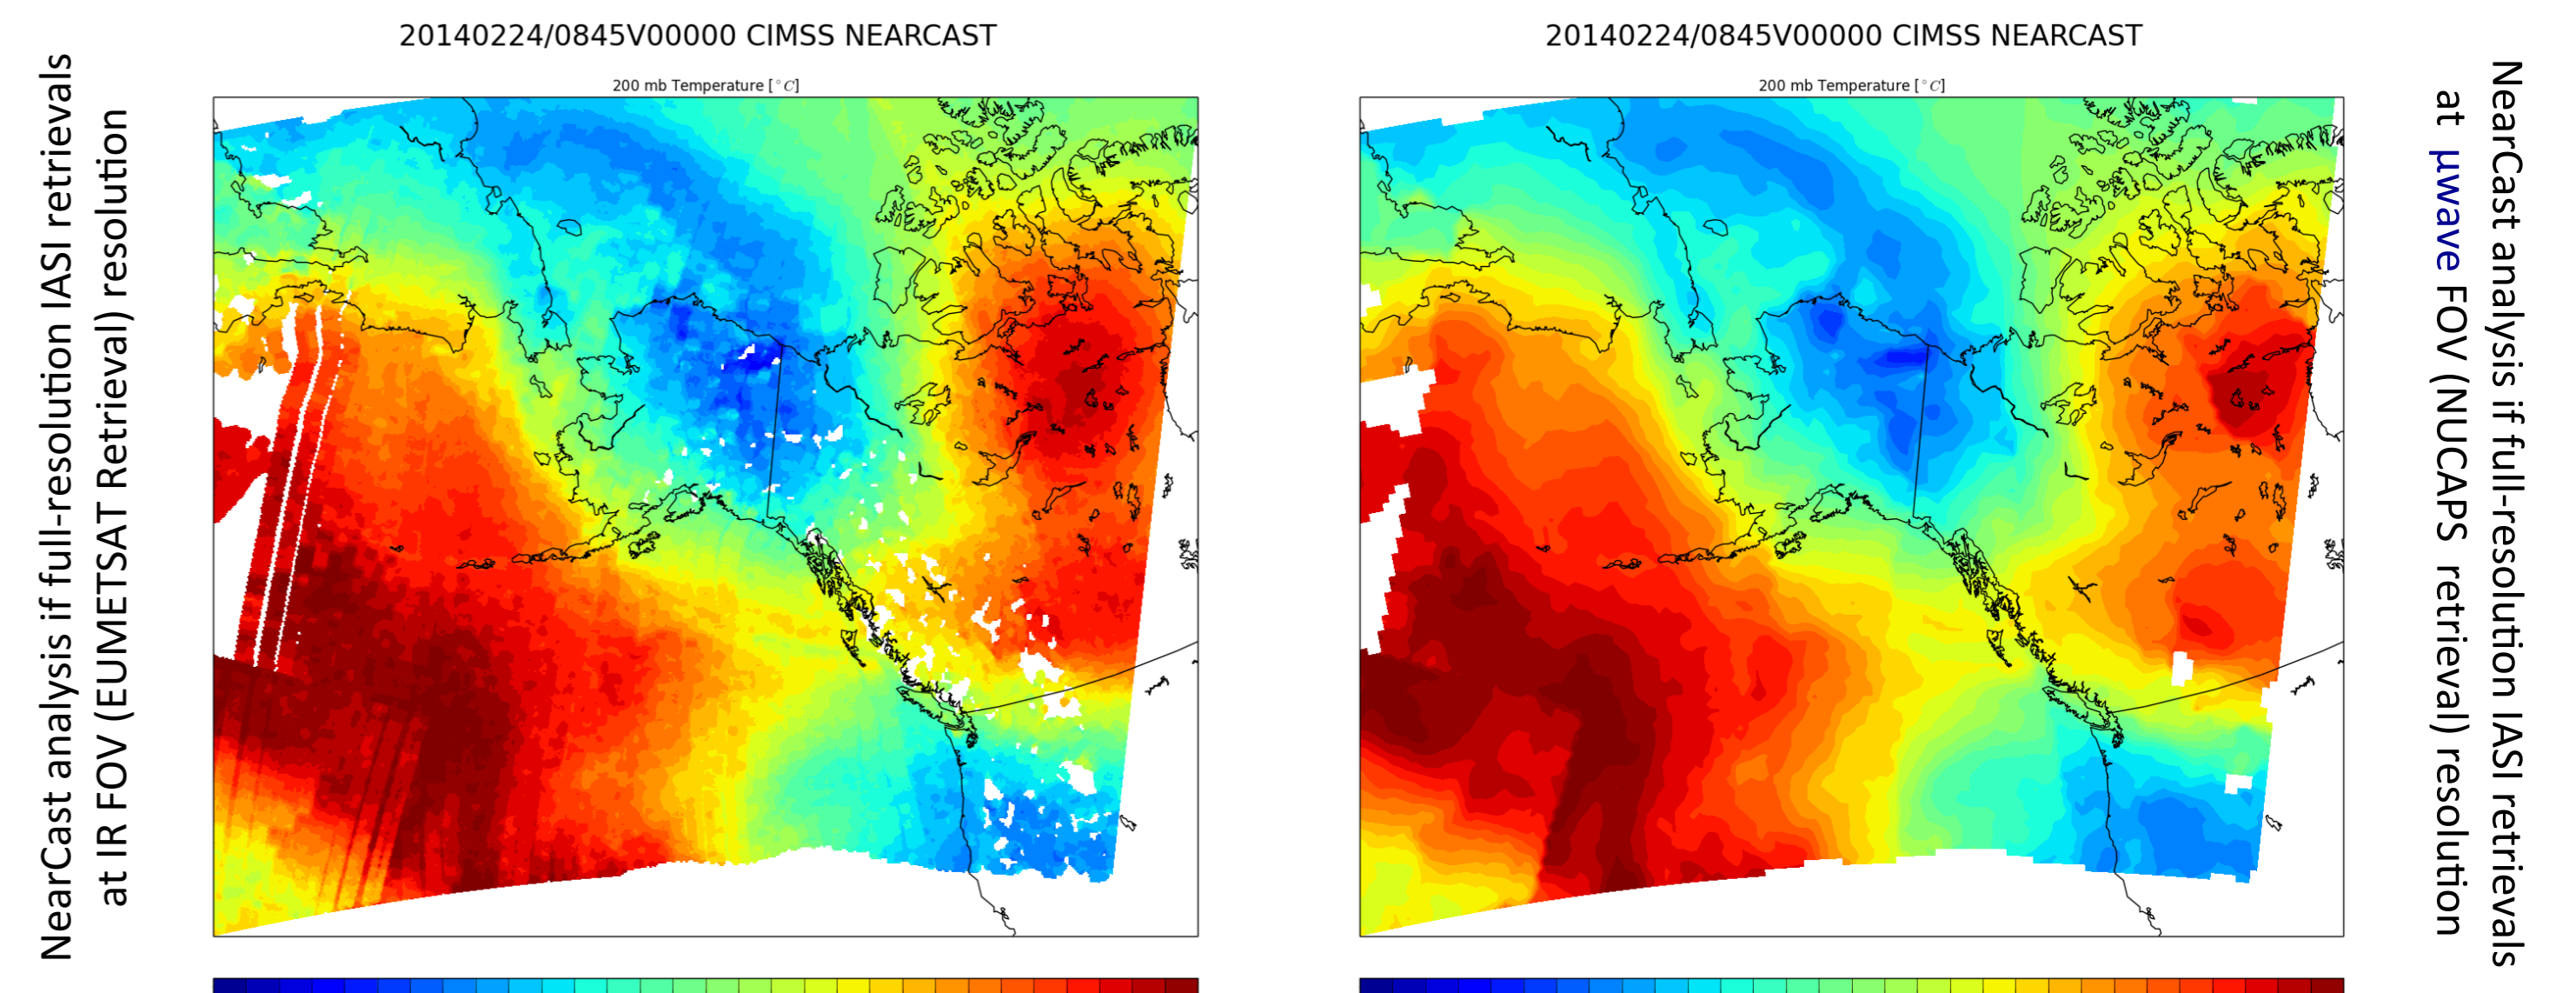 NearCast analysis if full-resolution IASI retrievals
at IR FOV (EUMETSAT Retrieval) resolution
20140224/0845V00000 CIMSS NEARCAST
200 mb Temperature [°C]
20140224/0845V00000 CIMSS NEARCAST
200 mb Temperature [°C]
NearCast analysis if full-resolution IASI retrievals
at µwave FOV (NUCAPS retrieval) resolution